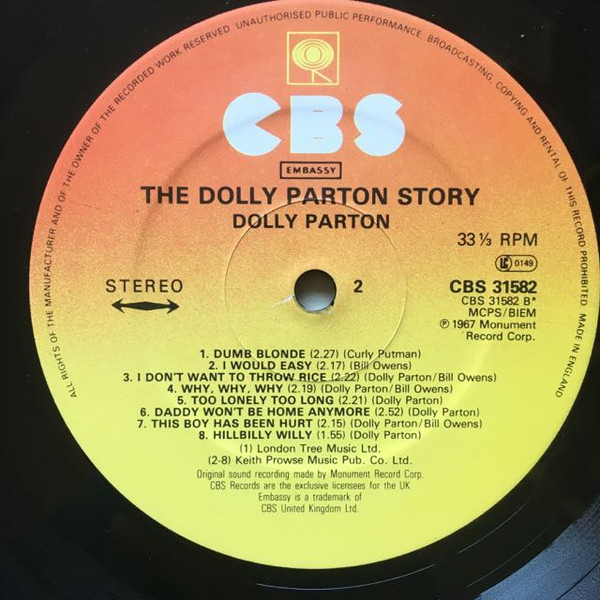 ALL RIGHTS OF THE MANUFACTURER AND OF THE OWNER OF THE RECORDED WORK RESERVED. UNAUTHORISED PUBLIC PERFORMANCE, BROADCASTING, COPYING AND RENTAL OF THIS RECORD PROHIBITED. MADE IN ENGLAND
CBS
EMBASSY
THE DOLLY PARTON STORY
DOLLY PARTON
33⅓ RPM
LC 0149
STEREO
2
CBS 31582
CBS 31582 B*
MCPS/BIEM
℗ 1967 Monument
Record Corp.
1. DUMB BLONDE (2.27) (Curly Putman)
2. I WOULD EASY (2.17) (Bill Owens)
3. I DON'T WANT TO THROW RICE (2.22) (Dolly Parton/Bill Owens)
4. WHY, WHY, WHY (2.19) (Dolly Parton/Bill Owens)
5. TOO LONELY TOO LONG (2.21) (Dolly Parton)
6. DADDY WON'T BE HOME ANYMORE (2.52) (Dolly Parton)
7. THIS BOY HAS BEEN HURT (2.15) (Dolly Parton/Bill Owens)
8. HILLBILLY WILLY (1.55) (Dolly Parton)
(1) London Tree Music Ltd.
(2-8) Keith Prowse Music Pub. Co. Ltd.
Original sound recording made by Monument Record Corp.
CBS Records are the exclusive licensees for the UK
Embassy is a trademark of
CBS United Kingdom Ltd.